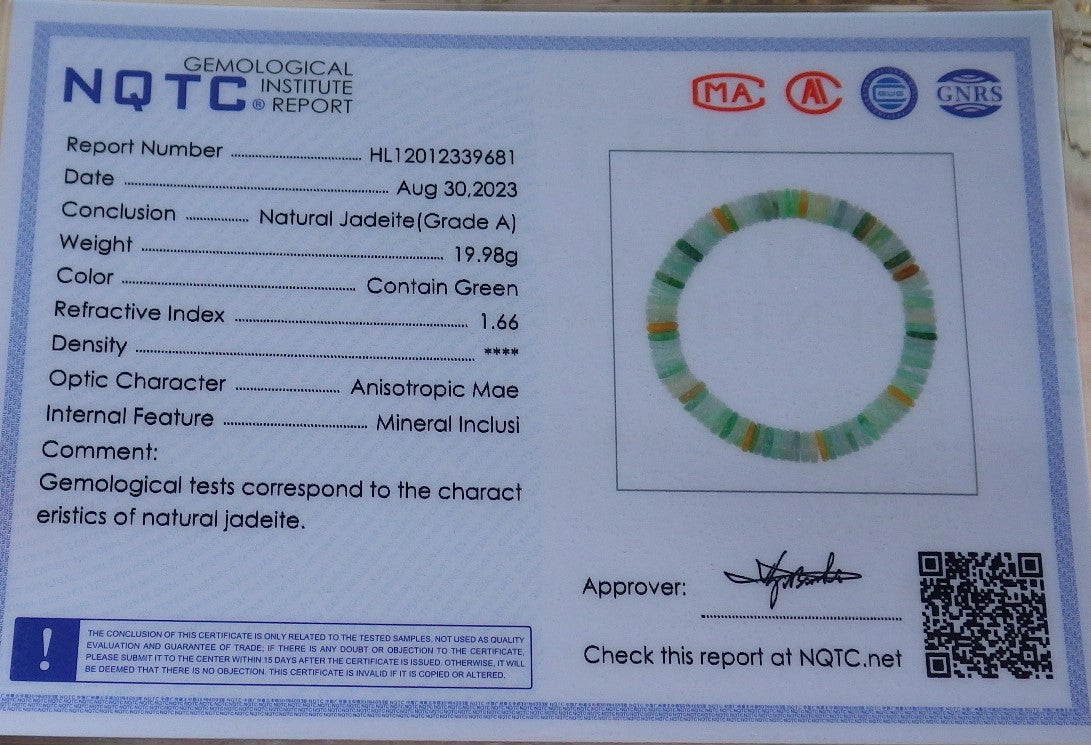 NQTC® GEMOLOGICAL
INSTITUTE
REPORT
MA
GNRS
Report Number HL12012339681
Date Aug 30,2023
Conclusion Natural Jadeite(Grade A)
Weight 19.98g
Color Contain Green
Refractive Index 1.66
Density ****
Optic Character Anisotropic Mae
Internal Feature Mineral Inclusi
Comment:
Gemological tests correspond to the charact
eristics of natural jadeite.
Approver:
Check this report at NQTC.net
! THE CONCLUSION OF THIS CERTIFICATE IS ONLY RELATED TO THE TESTED SAMPLES, NOT USED AS QUALITY
EVALUATION AND GUARANTEE OF TRADE; IF THERE IS ANY DOUBT OR OBJECTION TO THE CERTIFICATE,
PLEASE SUBMIT IT TO THE CENTER WITHIN 15 DAYS AFTER THE CERTIFICATE IS ISSUED. OTHERWISE, IT WILL
BE DEEMED THAT THERE IS NO OBJECTION. THIS CERTIFICATE IS INVALID IF IT IS COPIED OR ALTERED.